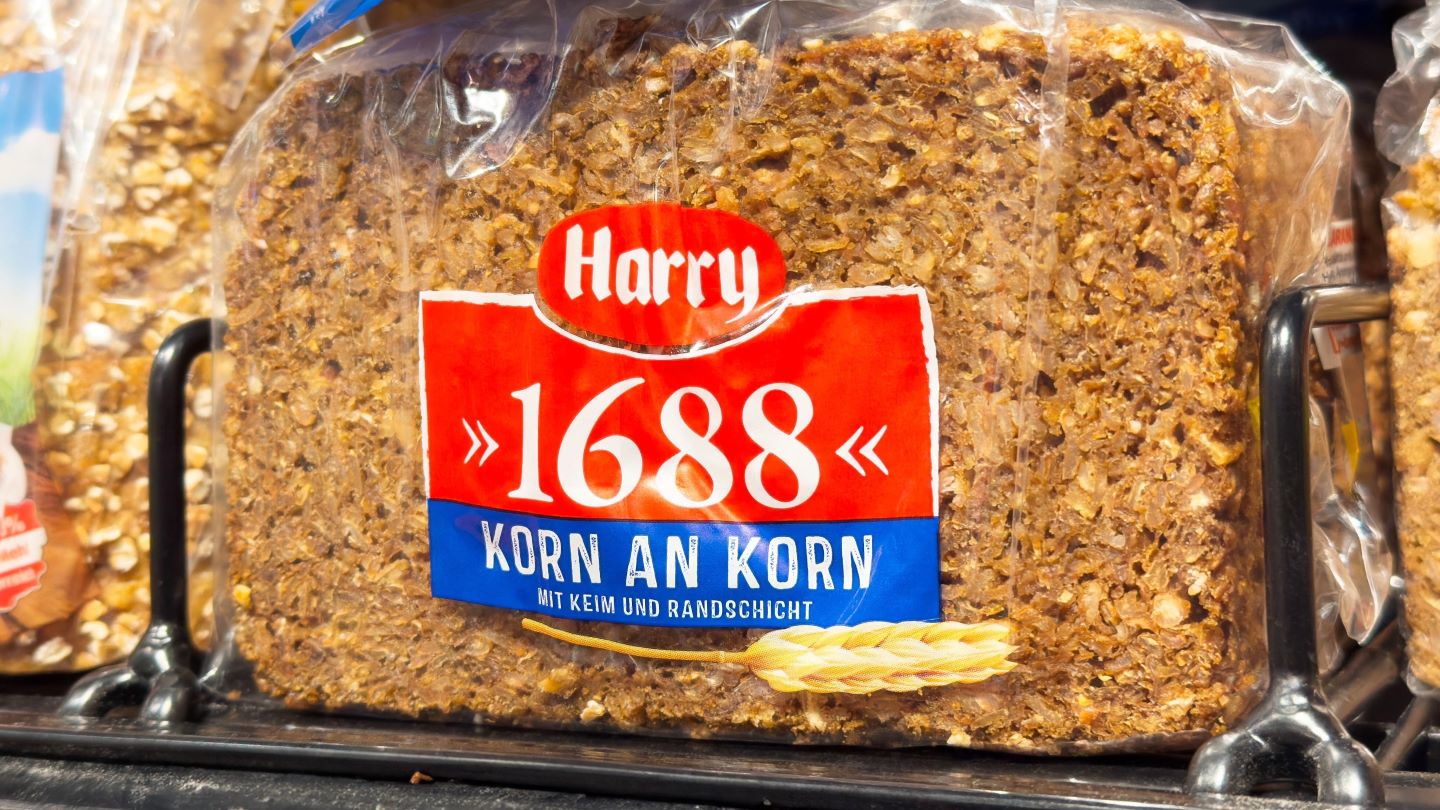 Harry
»1688«
KORN AN KORN
MIT KEIM UND RANDSCHICHT